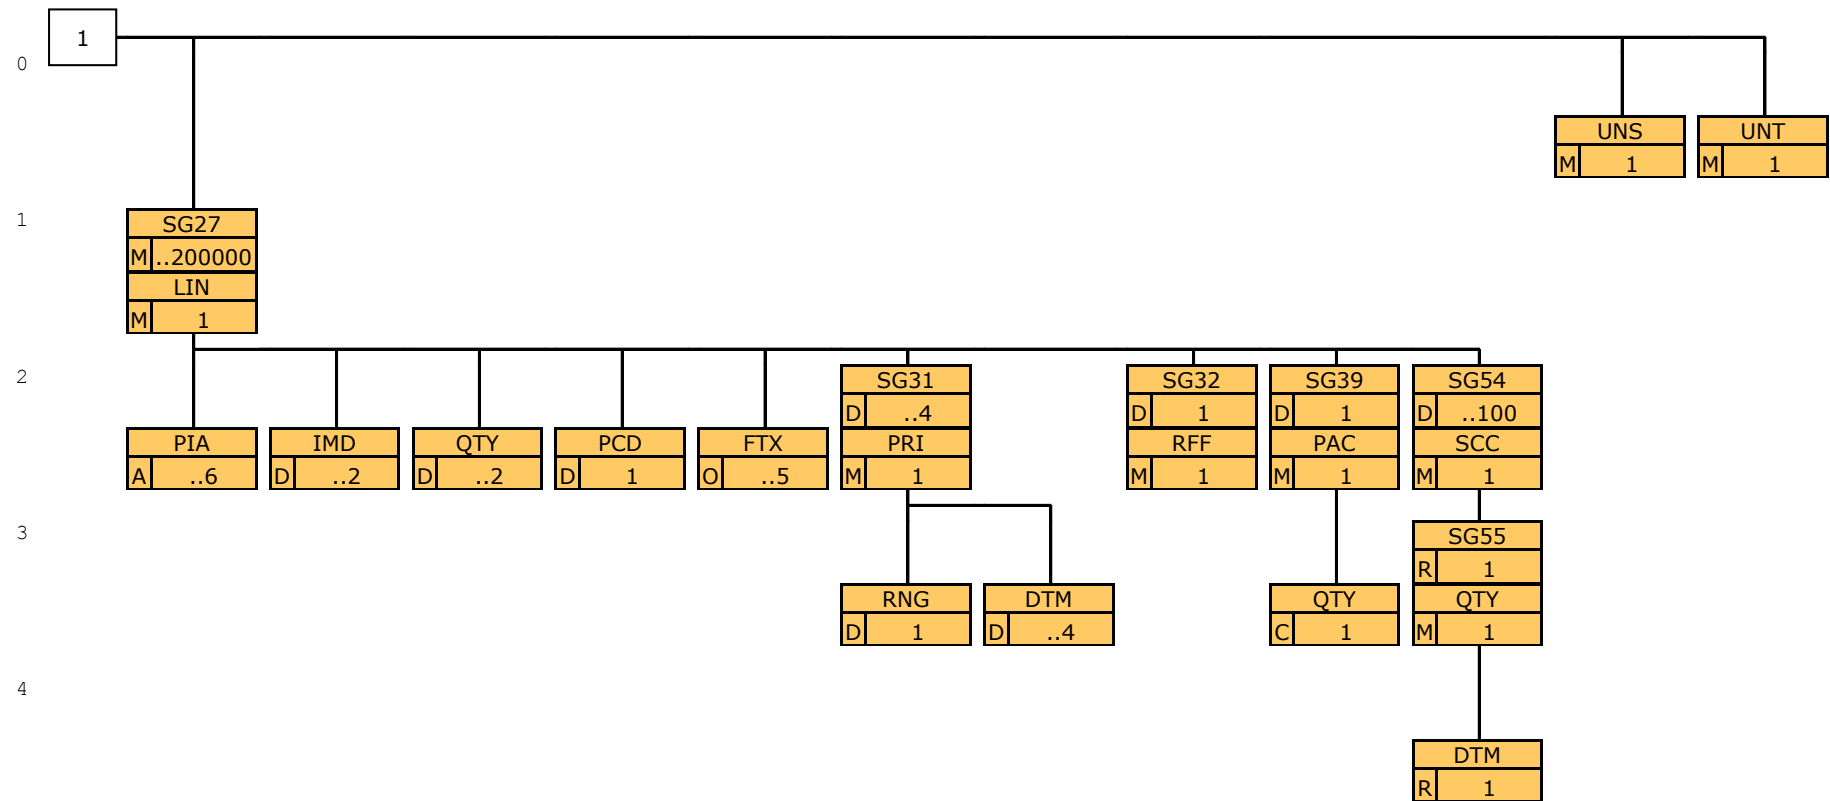 1
0
UNS UNT
M 1 M 1
1
SG27
M ..200000
LIN
M 1
2
SG31 SG32 SG39 SG54
D ..4 D 1 D 1 D ..100
PIA IMD QTY PCD FTX PRI RFF PAC SCC
A ..6 D ..2 D ..2 D 1 O ..5 M 1 M 1 M 1 M 1
3
SG55
R 1
RNG DTM QTY QTY
D 1 D ..4 C 1 M 1
4
DTM
R 1